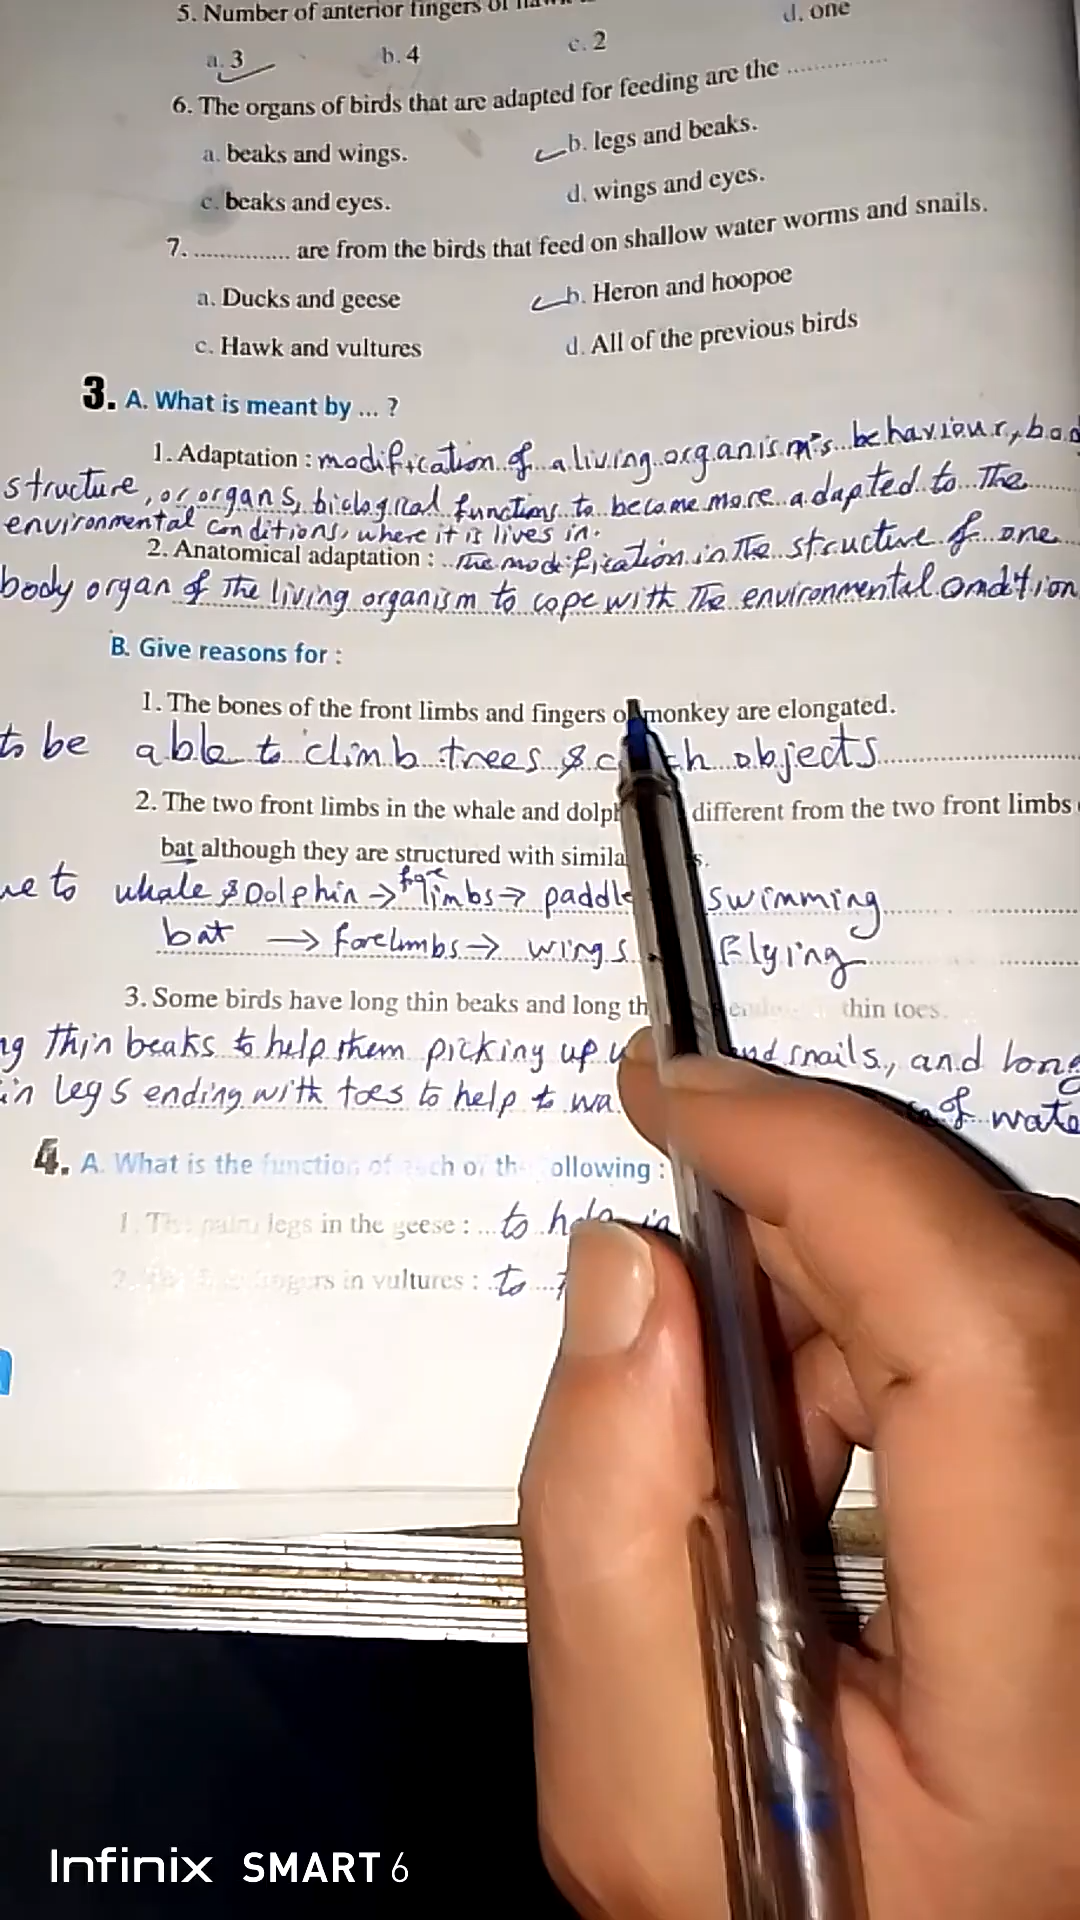 5. Number of anterior fingers of
a. 3 b. 4 c. 2 d. one
6. The organs of birds that are adapted for feeding are the ..............
a. beaks and wings. b. legs and beaks.
c. beaks and eyes. d. wings and eyes.
7. ............... are from the birds that feed on shallow water worms and snails.
a. Ducks and geese b. Heron and hoopoe
c. Hawk and vultures d. All of the previous birds
3. A. What is meant by ... ?
1. Adaptation : modification of a living organism's behaviour,
structure, or organs, biological functions to become more adapted to The
environmental conditions, where it is lives in.
2. Anatomical adaptation : The modification in The structure of one
body organ of The living organism to cope with The environmental condition
B. Give reasons for :
1. The bones of the front limbs and fingers monkey are elongated.
to be able to climb trees & objects
2. The two front limbs in the whale and different from the two front limbs
bat although they are structured with
to whale & Dolphin → fore limbs → swimming
bat → forelimbs → wings Flying
3. Some birds have long thin beaks and long thin toes.
thin beaks to help them picking up and snails, and long
legs ending with toes to help to of
4. A. What is the function of each of the following :
1. The palm legs in the geese : to help in
2. in vultures : to
Infinix SMART 6